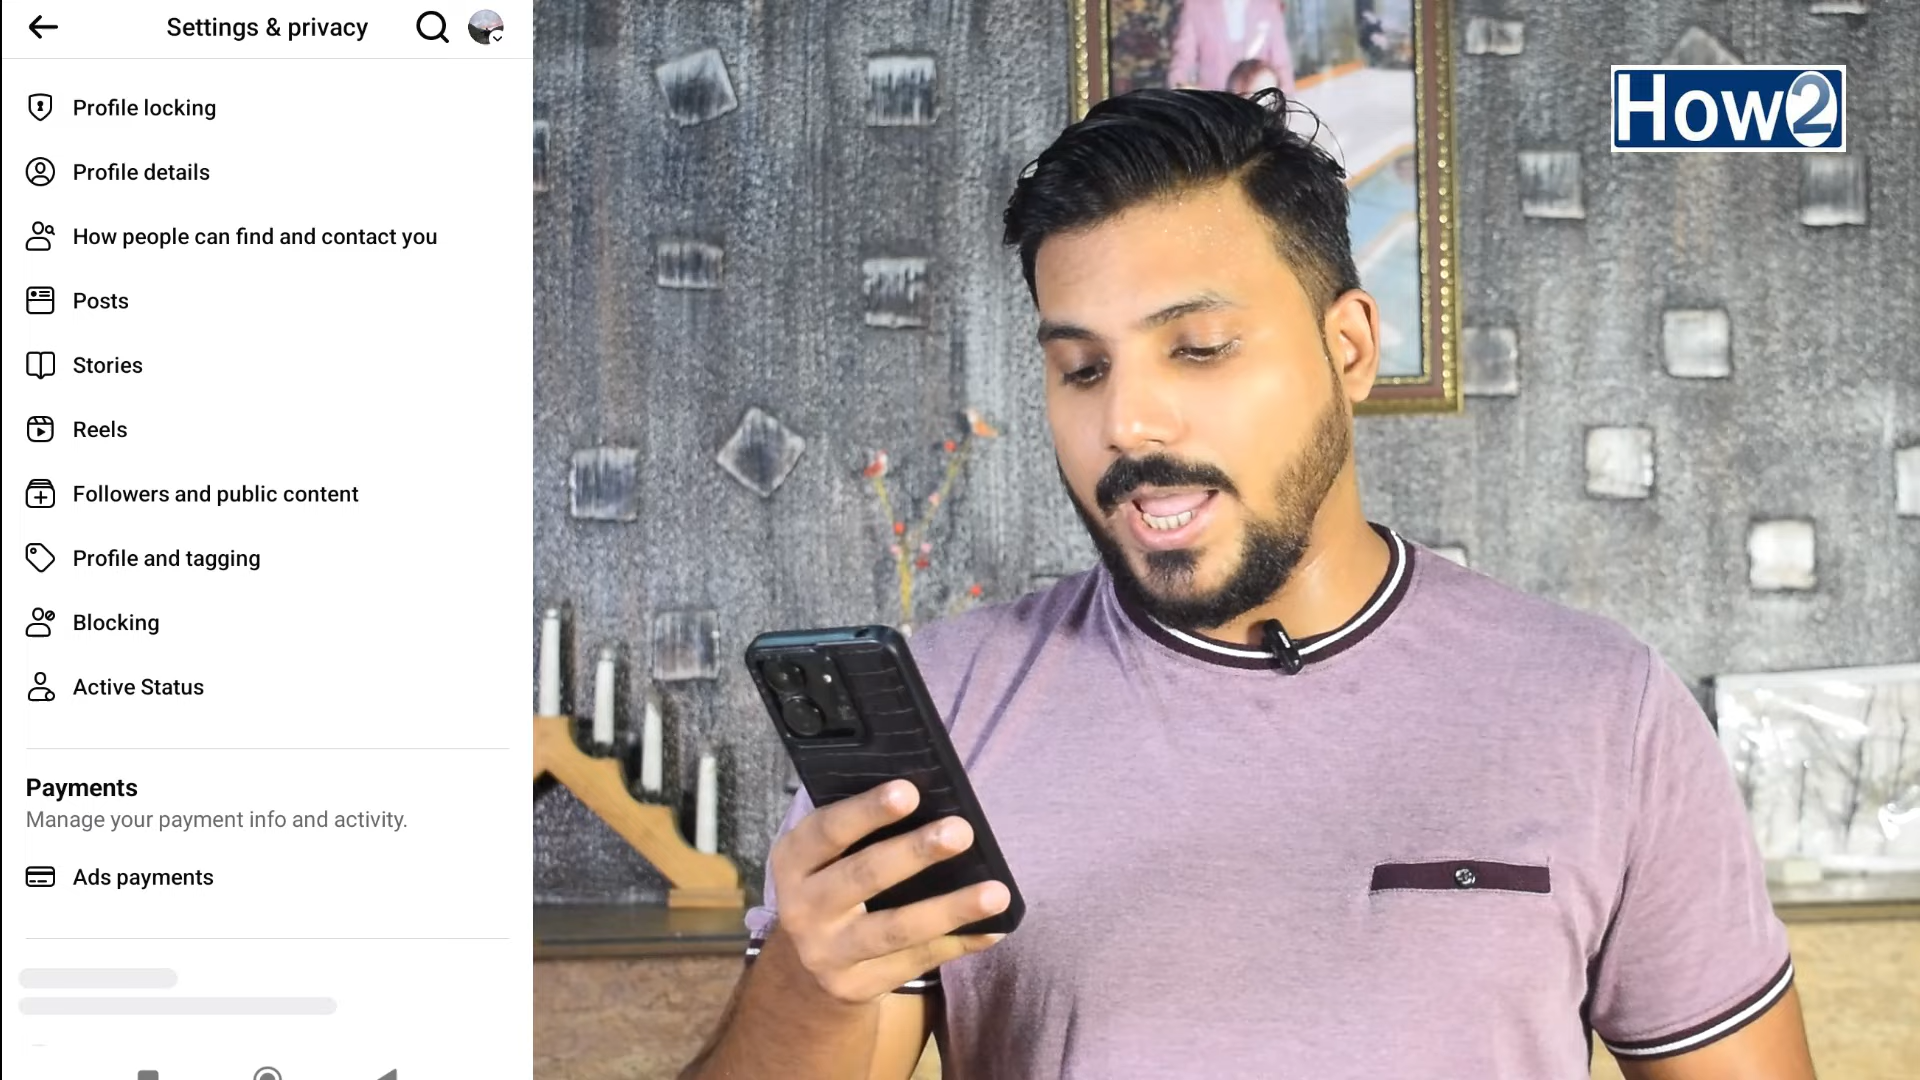 Settings & privacy
Profile locking
Profile details
How people can find and contact you
Posts
Stories
Reels
Followers and public content
Profile and tagging
Blocking
Active Status
Payments
Manage your payment info and activity.
Ads payments
How2